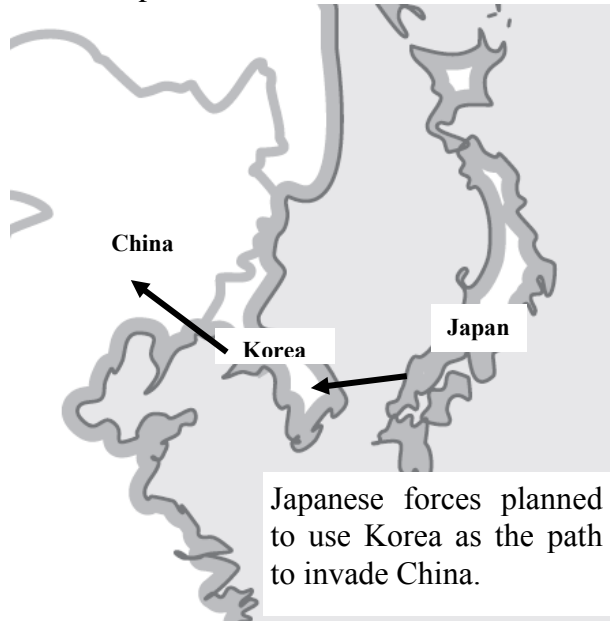 China
Japan
Korea
Japanese forces planned
to use Korea as the path
to invade China.